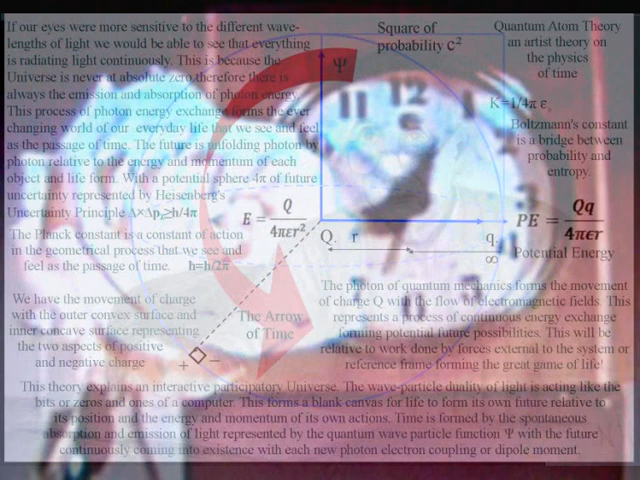 If our eyes were more sensitive to the different wave-
lengths of light we would be able to see that everything
is radiating light continuously. This is because the
Universe is never at absolute zero therefore there is
always the emission and absorption of photon energy.
This process of photon energy exchange forms the ever
changing world of our everyday life that we see and feel
as the passage of time. The future is unfolding photon by
photon relative to the energy and momentum of each
object and life form. With a potential sphere 4π of future
uncertainty represented by Heisenberg's
Uncertainty Principle ΔxΔpₓ≥h/4π
The Planck constant is a constant of action
in the geometrical process that we see and
feel as the passage of time. ħ=h/2π
We have the movement of charge
with the outer convex surface and
inner concave surface representing
the two aspects of positive
and negative charge
+ −
Square of
probability c²
Ψ
11 12
E = Q / 4πεr²
Q. r q.
∞
The Arrow
of Time
Quantum Atom Theory
an artist theory on
the physics
of time
K=1/4π ε₀
Boltzmann's constant
is a bridge between
probability and
entropy.
PE = Qq / 4πεr
Potential Energy
The photon of quantum mechanics forms the movement
of charge Q with the flow of electromagnetic fields. This
represents a process of continuous energy exchange
forming potential future possibilities. This will be
relative to work done by forces external to the system or
reference frame forming the great game of life!
This theory explains an interactive participatory Universe. The wave-particle duality of light is acting like the
bits or zeros and ones of a computer. This forms a blank canvas for life to form its own future relative to
its position and the energy and momentum of its own actions. Time is formed by the spontaneous
absorption and emission of light represented by the quantum wave particle function Ψ with the future
continuously coming into existence with each new photon electron coupling or dipole moment.